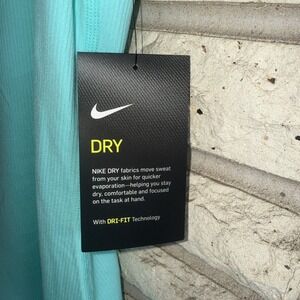 DRY
NIKE DRY fabrics move sweat
from your skin for quicker
evaporation—helping you stay
dry, comfortable and focused
on the task at hand.
With DRI-FIT Technology